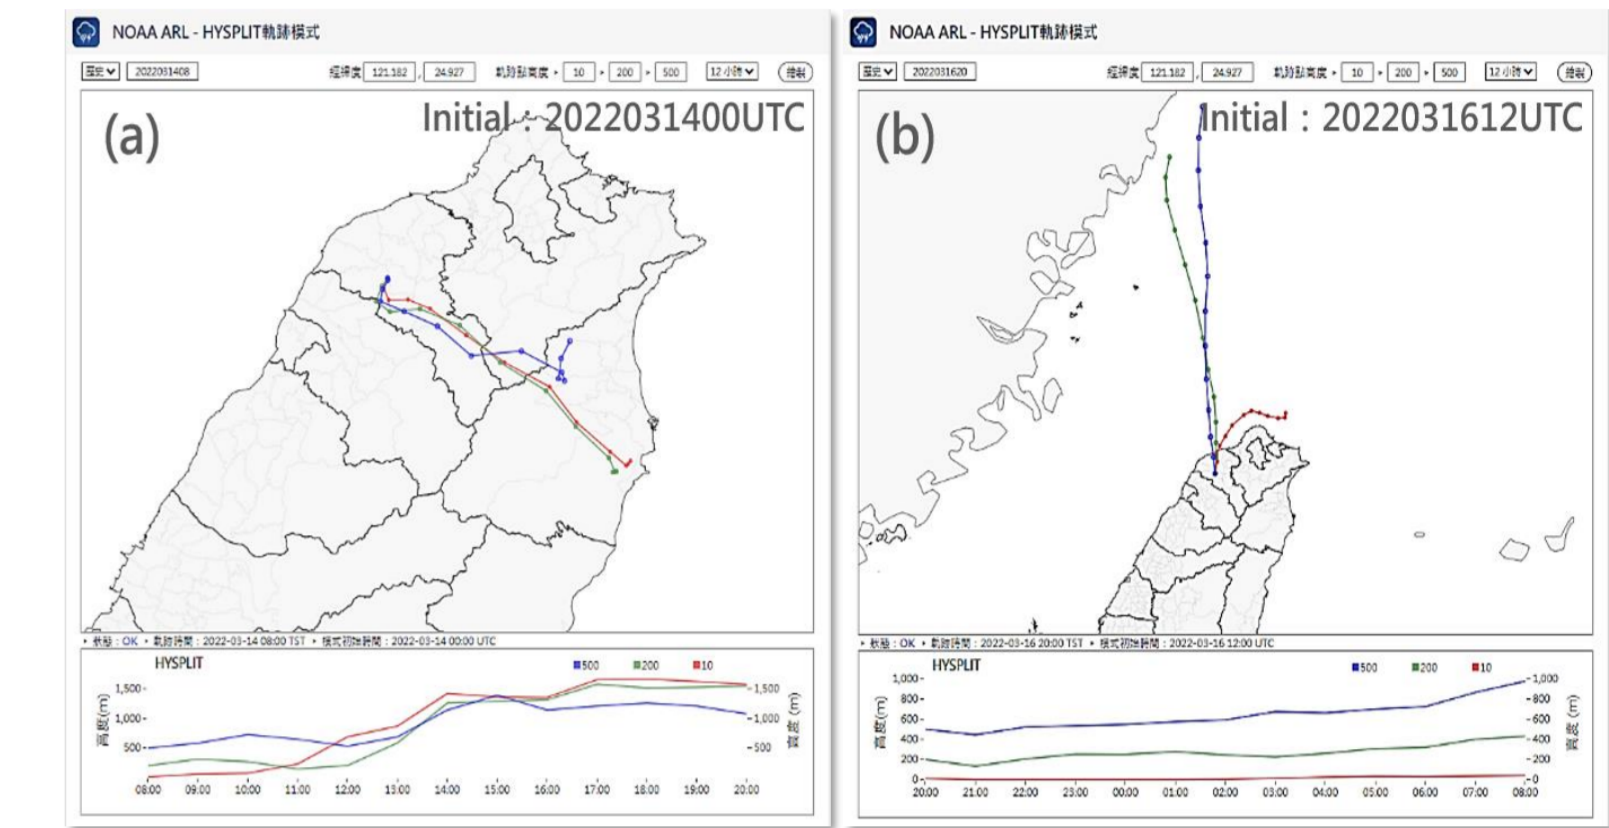 NOAA ARL - HYSPLIT軌跡模式
歷史 2022031408 經緯度 121.182 , 24.927 軌跡點高度 10 200 500 12小時 繪製
(a) Initial : 2022031400UTC
狀態:OK 軌跡時間:2022-03-14 08:00 TST 模式初始時間:2022-03-14 00:00 UTC
HYSPLIT 500 200 10
高度(m) 高度 (m)
1,500 1,500
1,000 1,000
500 500
08:00 09:00 10:00 11:00 12:00 13:00 14:00 15:00 16:00 17:00 18:00 19:00 20:00
NOAA ARL - HYSPLIT軌跡模式
歷史 2022031620 經緯度 121.182 , 24.927 軌跡點高度 10 200 500 12小時 繪製
(b) Initial : 2022031612UTC
狀態:OK 軌跡時間:2022-03-16 20:00 TST 模式初始時間:2022-03-16 12:00 UTC
HYSPLIT 500 200 10
高度(m) 高度 (m)
1,000 1,000
800 800
600 600
400 400
200 200
0 0
20:00 21:00 22:00 23:00 00:00 01:00 02:00 03:00 04:00 05:00 06:00 07:00 08:00